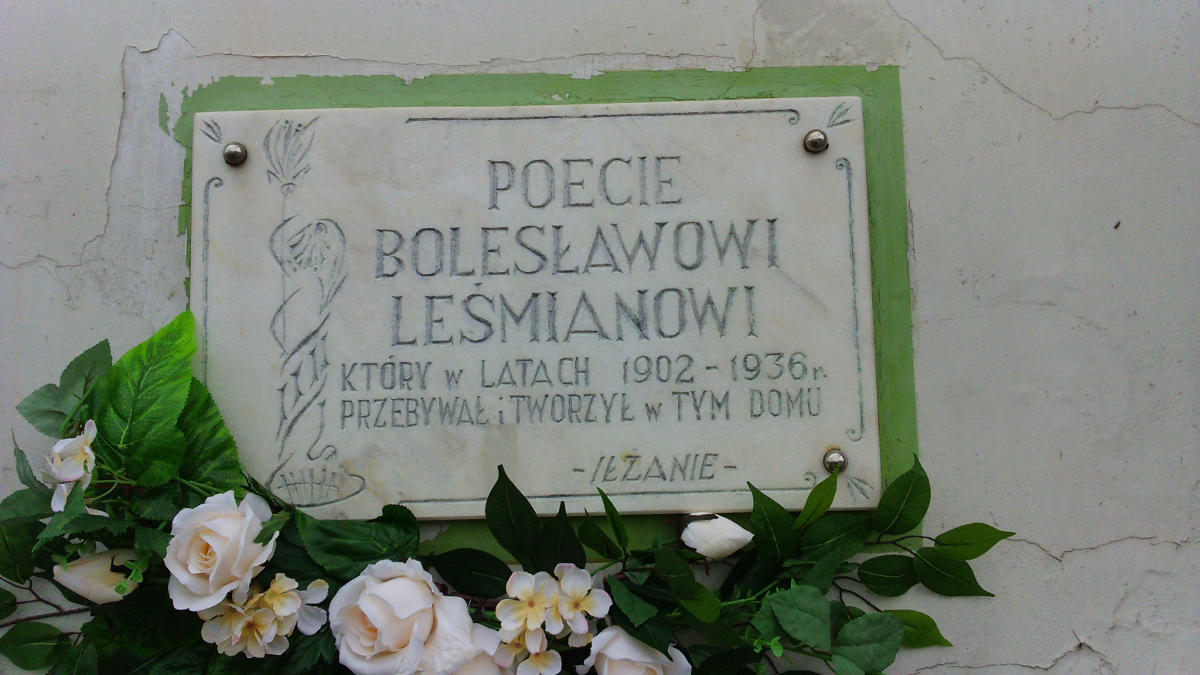 POECIE
BOLESŁAWOWI
LEŚMIANOWI
KTÓRY W LATACH 1902-1936 r.
PRZEBYWAŁ i TWORZYŁ W TYM DOMU
-IŁŻANIE-